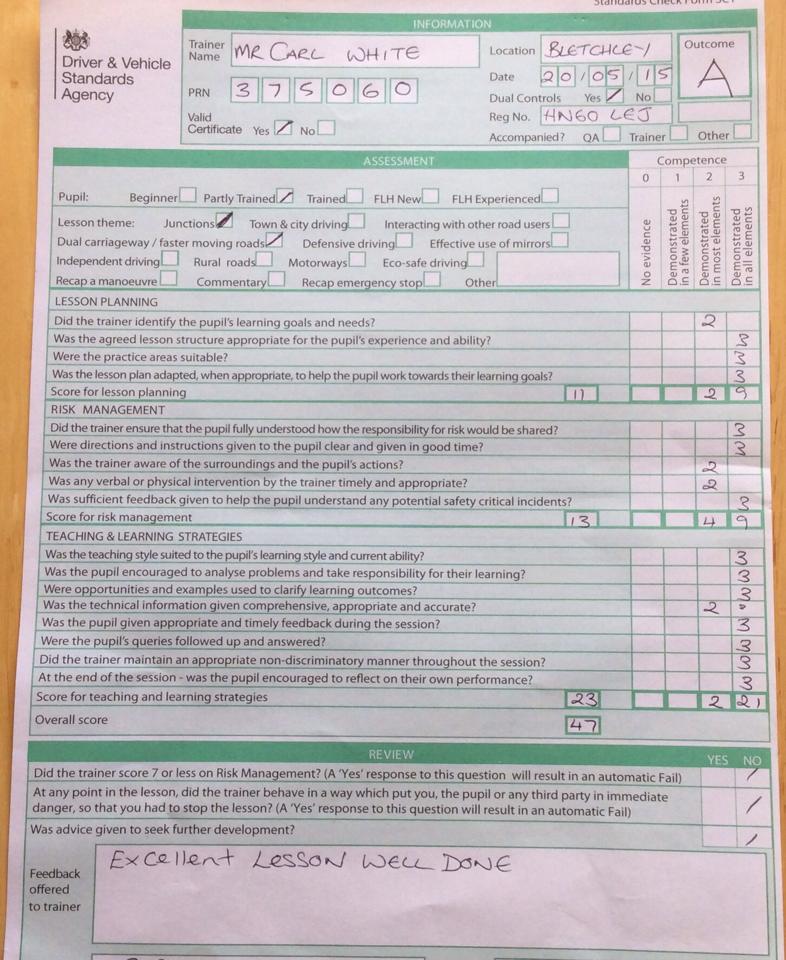 Standards Check Form SC1
INFORMATION
Driver & Vehicle
Standards
Agency
Trainer
Name MR CARL WHITE
PRN 3 7 5 0 6 0
Valid
Certificate Yes No
Location BLETCHLEY
Date 20/05/15
Dual Controls Yes No
Reg No. HN60 LEJ
Accompanied? QA Trainer Other
Outcome
A
ASSESSMENT
Competence
0 1 2 3
No evidence
Demonstrated in a few elements
Demonstrated in most elements
Demonstrated in all elements
Pupil: Beginner Partly Trained Trained FLH New FLH Experienced
Lesson theme: Junctions Town & city driving Interacting with other road users
Dual carriageway / faster moving roads Defensive driving Effective use of mirrors
Independent driving Rural roads Motorways Eco-safe driving
Recap a manoeuvre Commentary Recap emergency stop Other
LESSON PLANNING
Did the trainer identify the pupil's learning goals and needs? 2
Was the agreed lesson structure appropriate for the pupil's experience and ability? 3
Were the practice areas suitable? 3
Was the lesson plan adapted, when appropriate, to help the pupil work towards their learning goals? 3
Score for lesson planning 11 2 9
RISK MANAGEMENT
Did the trainer ensure that the pupil fully understood how the responsibility for risk would be shared? 3
Were directions and instructions given to the pupil clear and given in good time? 3
Was the trainer aware of the surroundings and the pupil's actions? 2
Was any verbal or physical intervention by the trainer timely and appropriate? 2
Was sufficient feedback given to help the pupil understand any potential safety critical incidents? 3
Score for risk management 13 4 9
TEACHING & LEARNING STRATEGIES
Was the teaching style suited to the pupil's learning style and current ability? 3
Was the pupil encouraged to analyse problems and take responsibility for their learning? 3
Were opportunities and examples used to clarify learning outcomes? 3
Was the technical information given comprehensive, appropriate and accurate? 2
Was the pupil given appropriate and timely feedback during the session? 3
Were the pupil's queries followed up and answered? 3
Did the trainer maintain an appropriate non-discriminatory manner throughout the session? 3
At the end of the session - was the pupil encouraged to reflect on their own performance? 3
Score for teaching and learning strategies 23 2 21
Overall score 47
REVIEW YES NO
Did the trainer score 7 or less on Risk Management? (A 'Yes' response to this question will result in an automatic Fail)
At any point in the lesson, did the trainer behave in a way which put you, the pupil or any third party in immediate
danger, so that you had to stop the lesson? (A 'Yes' response to this question will result in an automatic Fail)
Was advice given to seek further development?
Feedback
offered
to trainer
Excellent LESSON WELL DONE